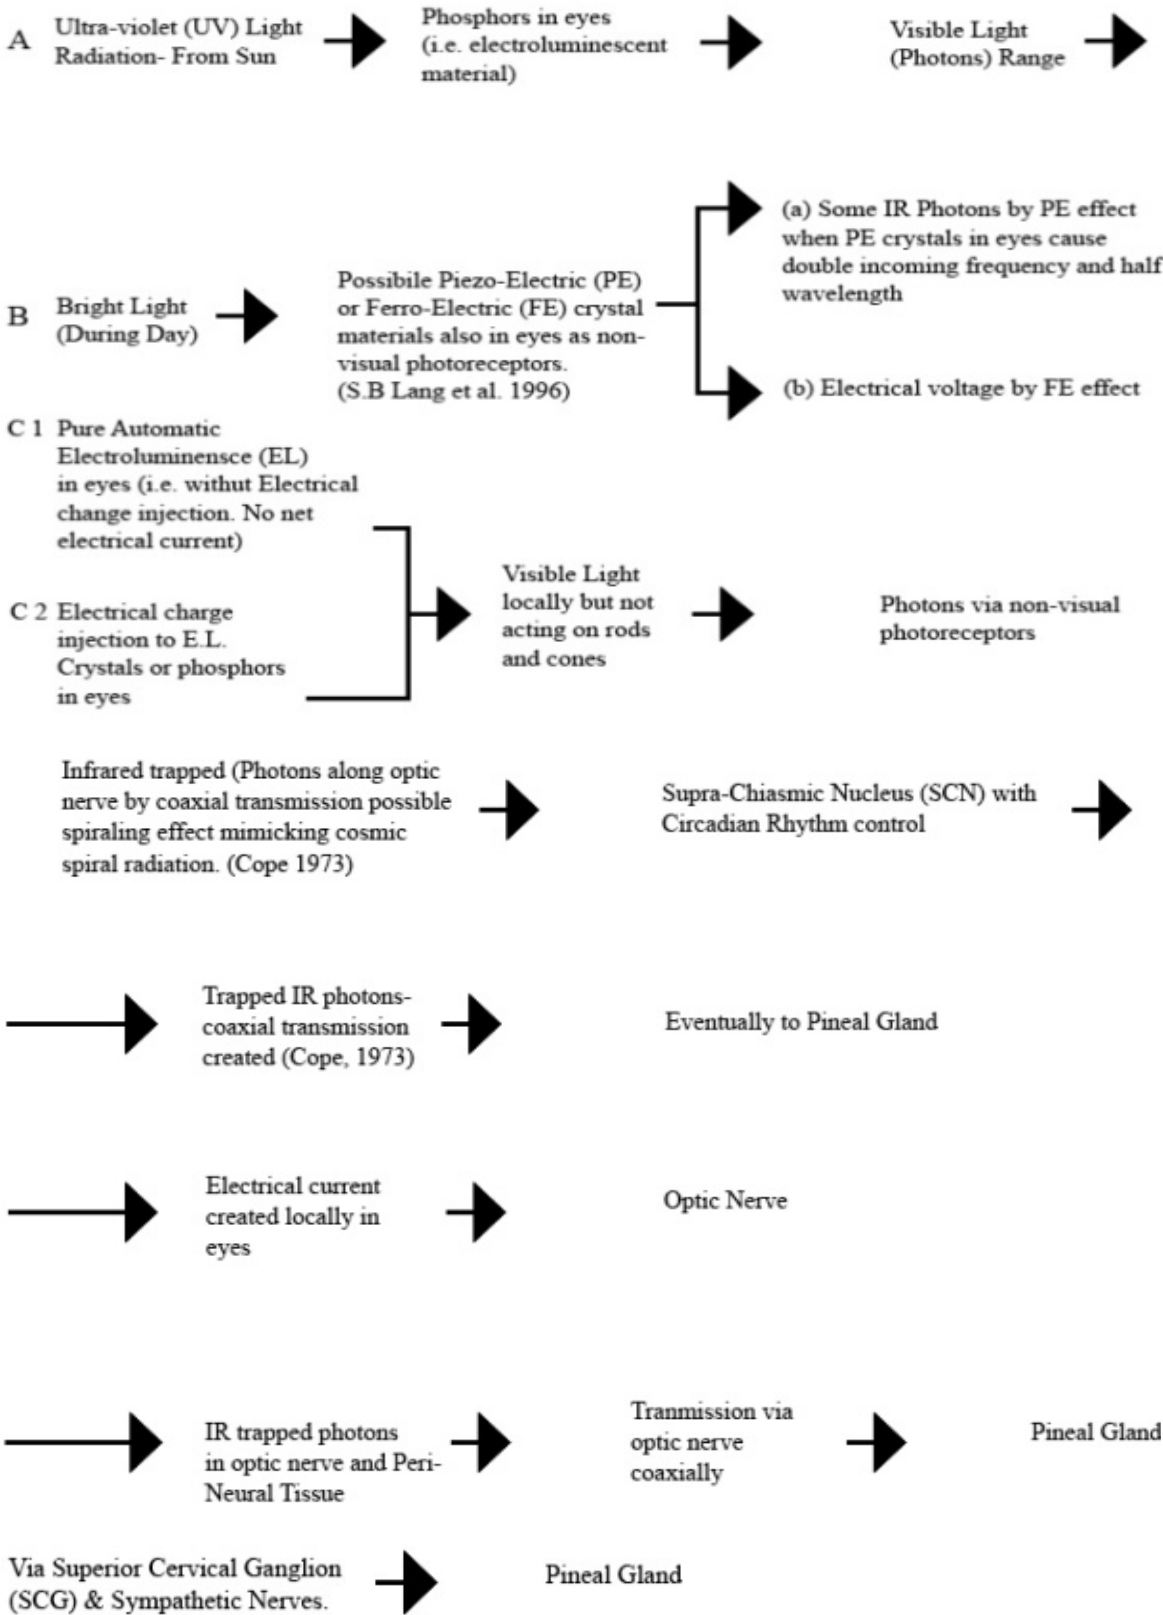 A
Ultra-violet (UV) Light
Radiation- From Sun
Phosphors in eyes
(i.e. electroluminescent
material)
Visible Light
(Photons) Range
B
Bright Light
(During Day)
Possibile Piezo-Electric (PE)
or Ferro-Electric (FE) crystal
materials also in eyes as non-
visual photoreceptors.
(S.B Lang et al. 1996)
(a) Some IR Photons by PE effect
when PE crystals in eyes cause
double incoming frequency and half
wavelength
(b) Electrical voltage by FE effect
C 1 Pure Automatic
Electroluminensce (EL)
in eyes (i.e. withut Electrical
change injection. No net
electrical current)
C 2 Electrical charge
injection to E.L.
Crystals or phosphors
in eyes
Visible Light
locally but not
acting on rods
and cones
Photons via non-visual
photoreceptors
Infrared trapped (Photons along optic
nerve by coaxial transmission possible
spiraling effect mimicking cosmic
spiral radiation. (Cope 1973)
Supra-Chiasmic Nucleus (SCN) with
Circadian Rhythm control
Trapped IR photons-
coaxial transmission
created (Cope, 1973)
Eventually to Pineal Gland
Electrical current
created locally in
eyes
Optic Nerve
IR trapped photons
in optic nerve and Peri-
Neural Tissue
Tranmission via
optic nerve
coaxially
Pineal Gland
Via Superior Cervical Ganglion
(SCG) & Sympathetic Nerves.
Pineal Gland